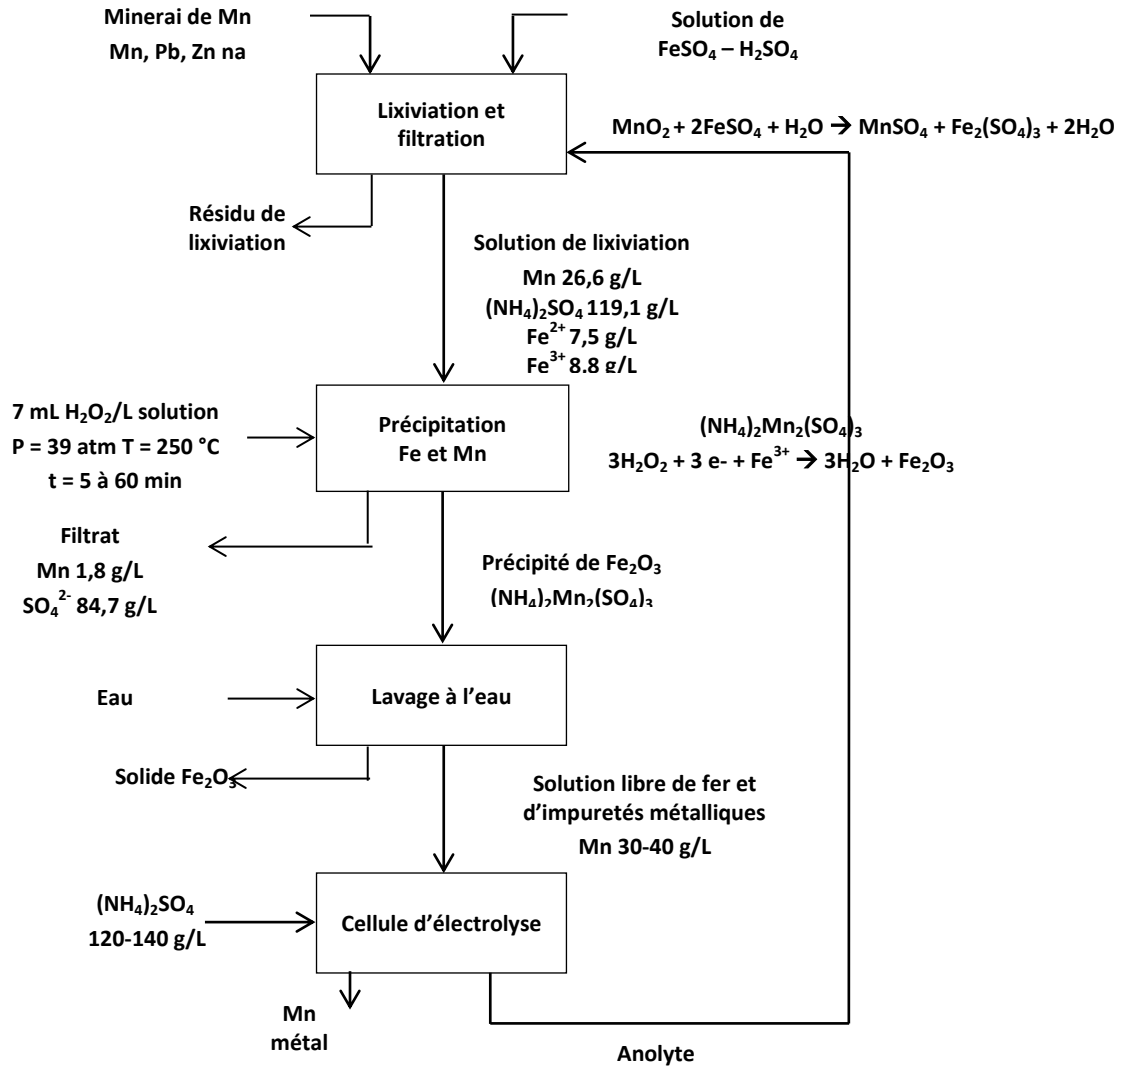 Minerai de Mn
Mn, Pb, Zn na
Solution de
FeSO₄ – H₂SO₄
Lixiviation et
filtration
MnO₂ + 2FeSO₄ + H₂O → MnSO₄ + Fe₂(SO₄)₃ + 2H₂O
Résidu de
lixiviation
Solution de lixiviation
Mn 26,6 g/L
(NH₄)₂SO₄ 119,1 g/L
Fe²⁺ 7,5 g/L
Fe³⁺ 8.8 g/L
7 mL H₂O₂/L solution
P = 39 atm T = 250 °C
t = 5 à 60 min
Précipitation
Fe et Mn
(NH₄)₂Mn₂(SO₄)₃
3H₂O₂ + 3 e- + Fe³⁺ → 3H₂O + Fe₂O₃
Filtrat
Mn 1,8 g/L
SO₄²⁻ 84,7 g/L
Précipité de Fe₂O₃
(NH₄)₂Mn₂(SO₄)₃
Eau
Lavage à l’eau
Solide Fe₂O₃
Solution libre de fer et
d’impuretés métalliques
Mn 30-40 g/L
(NH₄)₂SO₄
120-140 g/L
Cellule d’électrolyse
Mn
métal
Anolyte